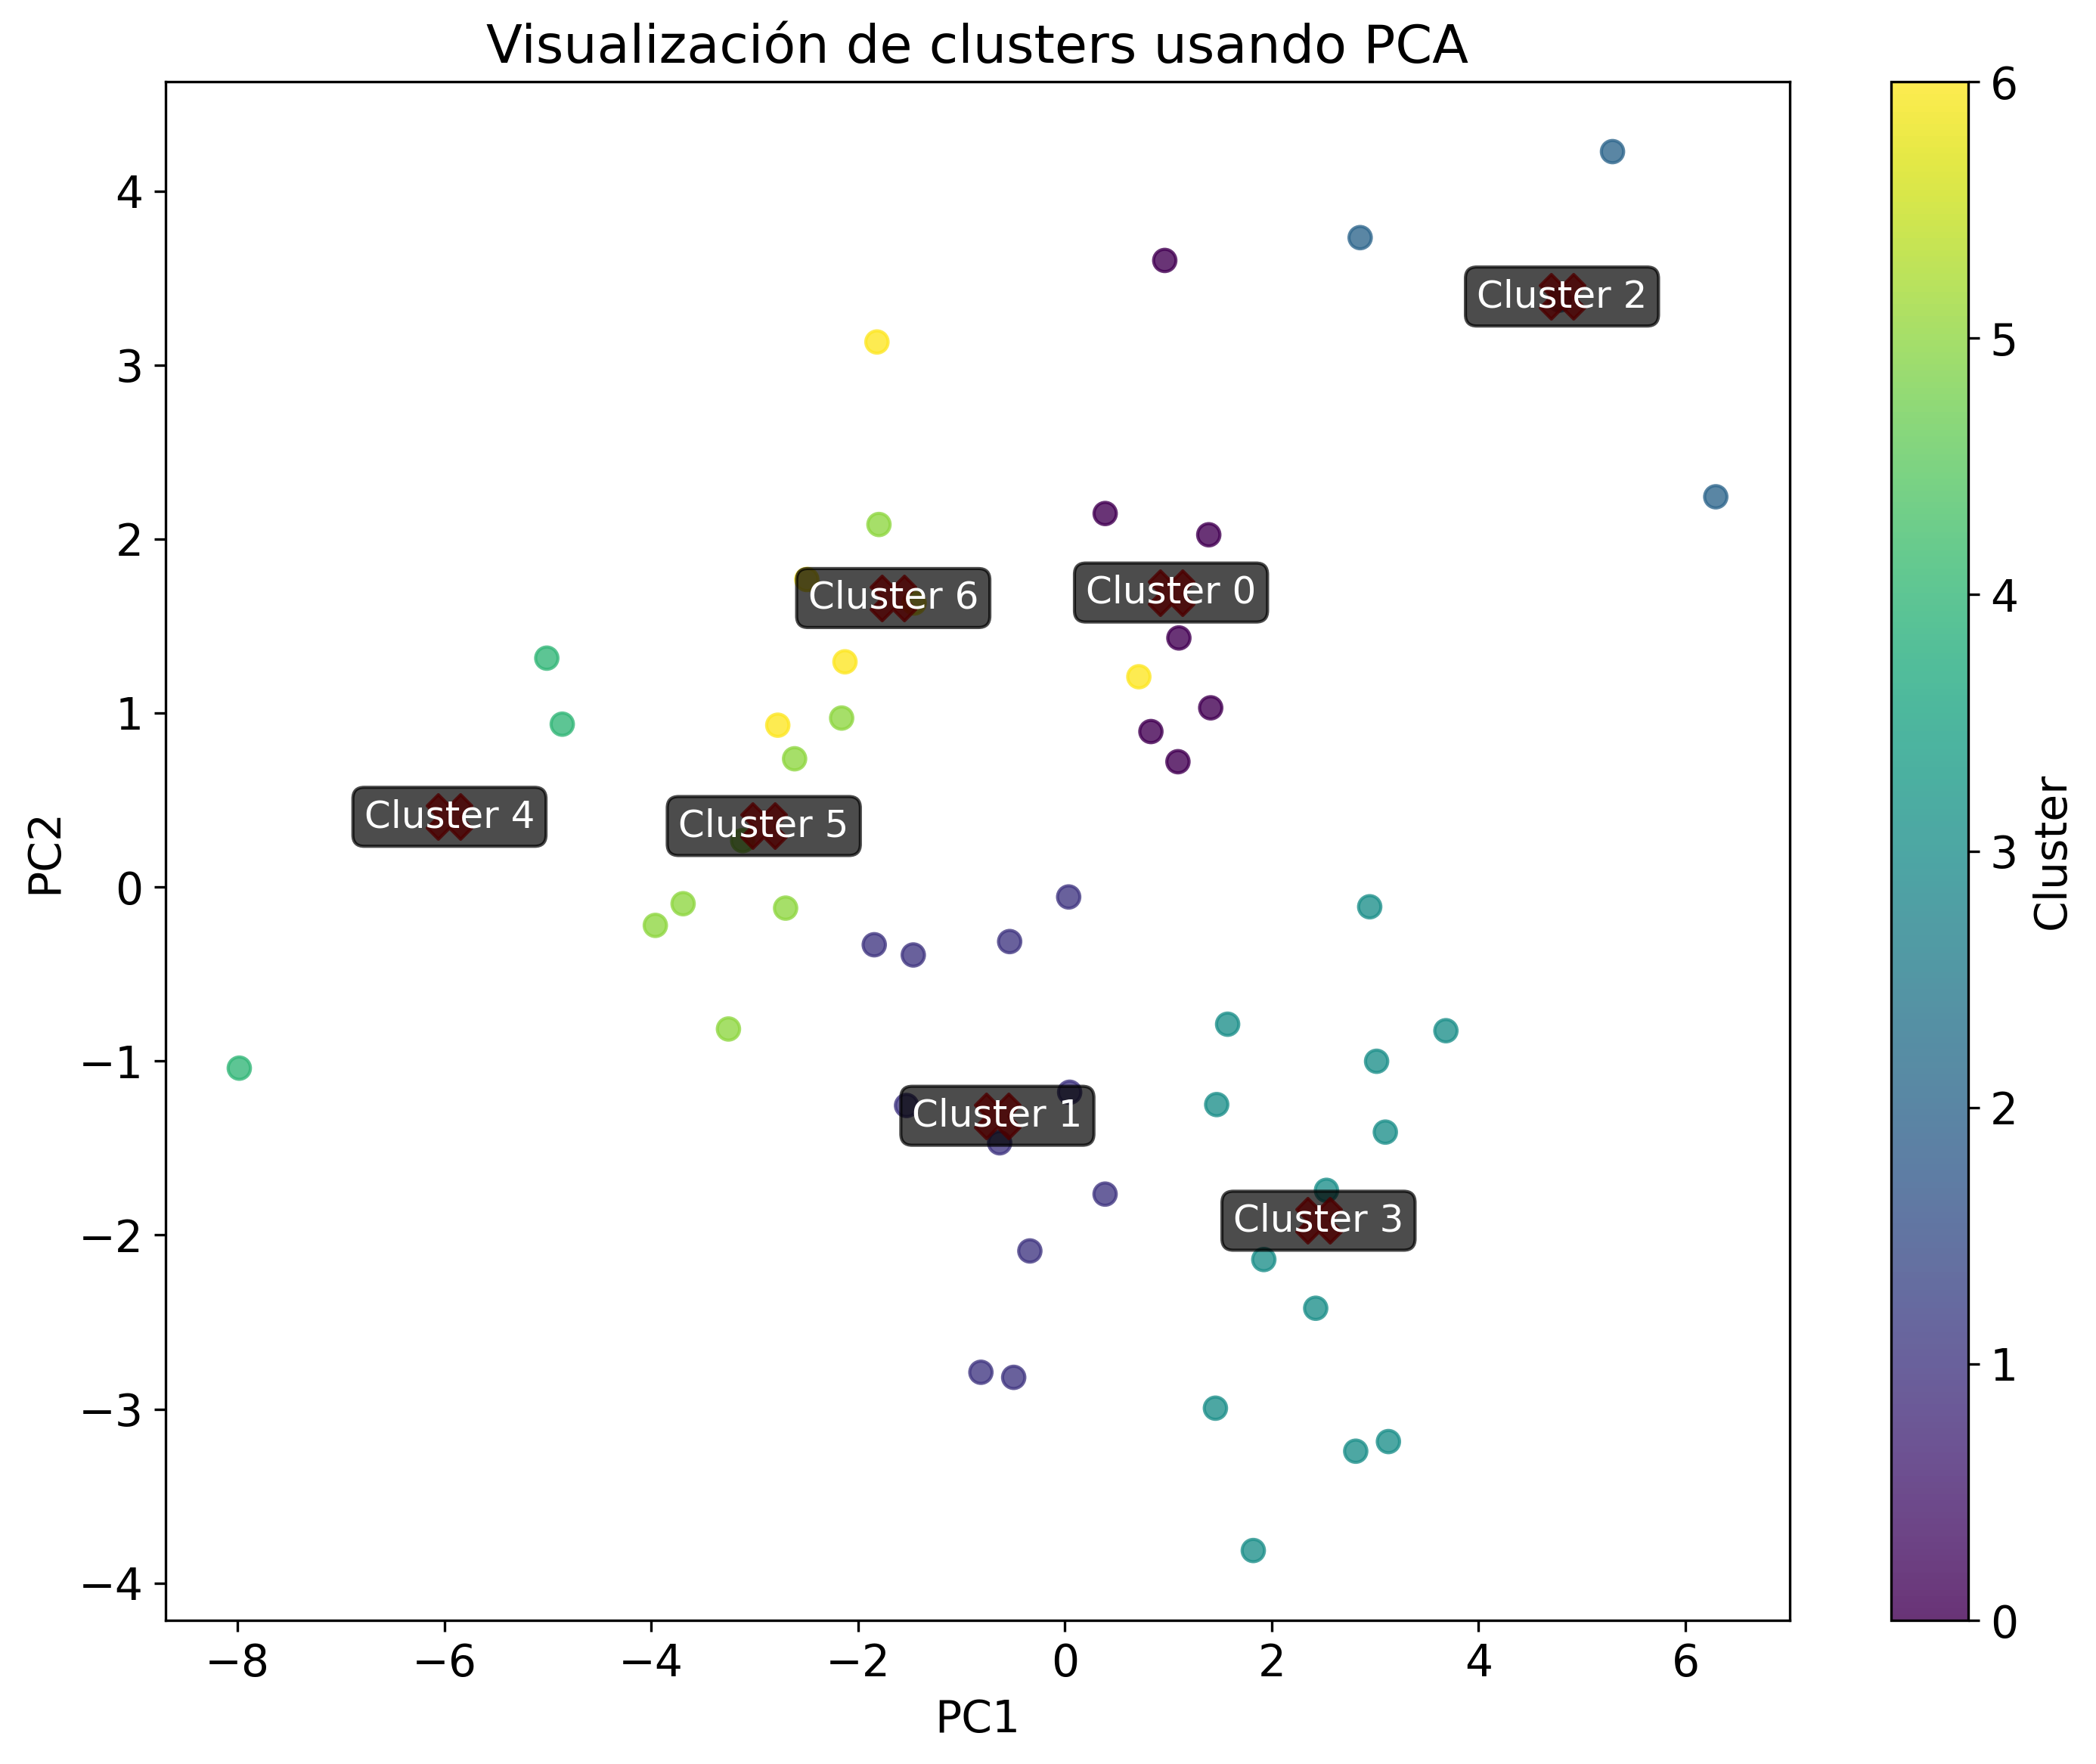 Visualización de clusters usando PCA
4
3
2
1
0
−1
−2
−3
−4
PC2
−8
−6
−4
−2
0
2
4
6
PC1
Cluster 2
Cluster 6
Cluster 0
Cluster 4
Cluster 5
Cluster 1
Cluster 3
6
5
4
3
2
1
0
Cluster